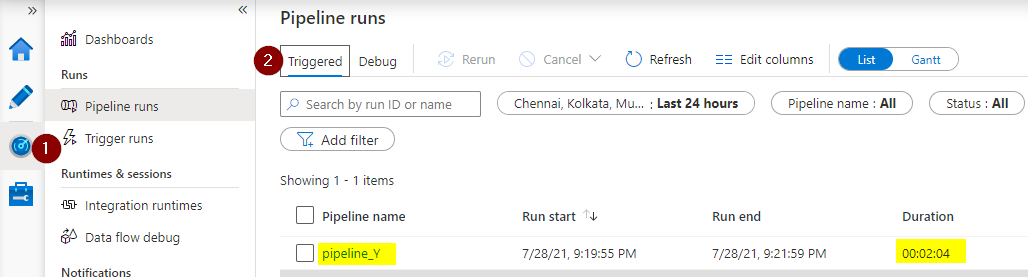 »
«
Dashboards
Runs
Pipeline runs
Trigger runs
Runtimes & sessions
Integration runtimes
Data flow debug
Notifications
1
Pipeline runs
2 Triggered Debug Rerun Cancel Refresh Edit columns List Gantt
Search by run ID or name Chennai, Kolkata, Mu... : Last 24 hours Pipeline name : All Status : All
Add filter
Showing 1 - 1 items
Pipeline name Run start ↑↓ Run end Duration
pipeline_Y 7/28/21, 9:19:55 PM 7/28/21, 9:21:59 PM 00:02:04